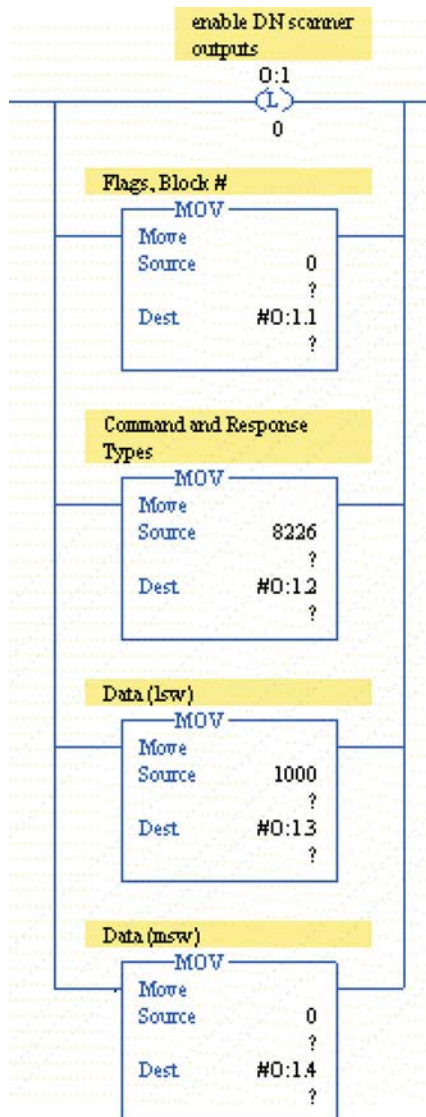 enable DN scanner
outputs
O:1
L
0
Flags, Block #
MOV
Move
Source 0
?
Dest #O:1.1
?
Command and Response
Types
MOV
Move
Source 8226
?
Dest #O:1.2
?
Data (lsw)
MOV
Move
Source 1000
?
Dest #O:1.3
?
Data (msw)
MOV
Move
Source 0
?
Dest #O:1.4
?